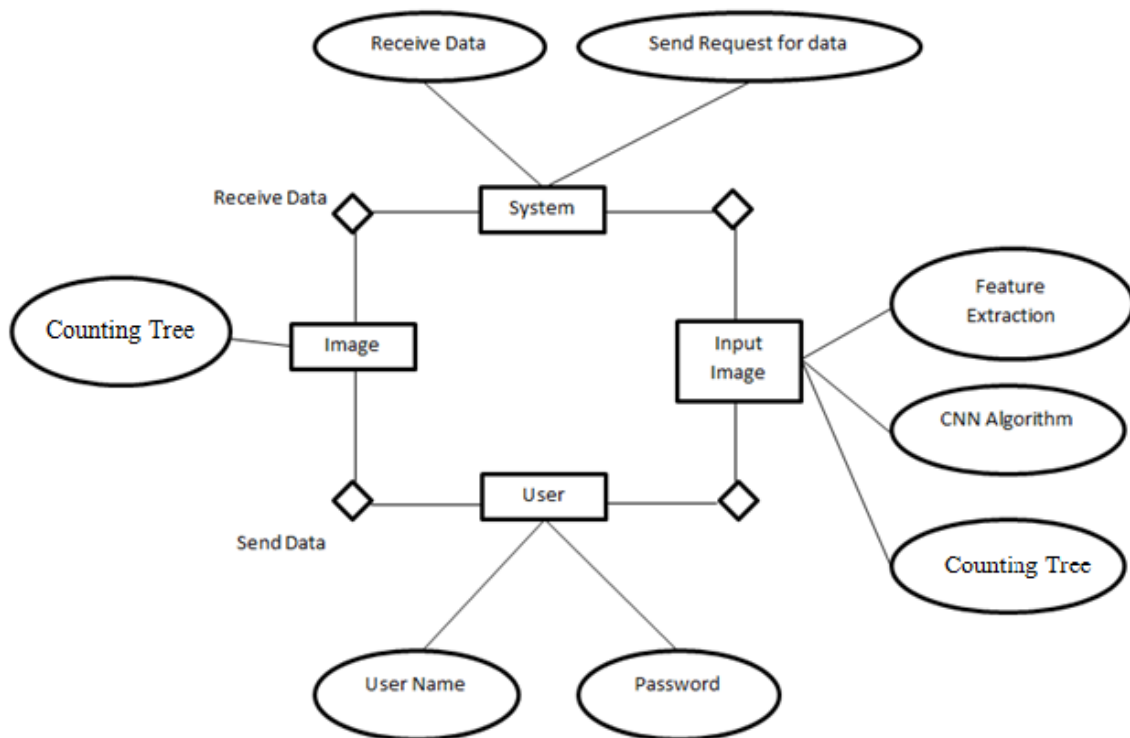 Receive Data
Send Request for data
Receive Data
System
Counting Tree
Image
Input
Image
Feature
Extraction
CNN Algorithm
User
Send Data
Counting Tree
User Name
Password